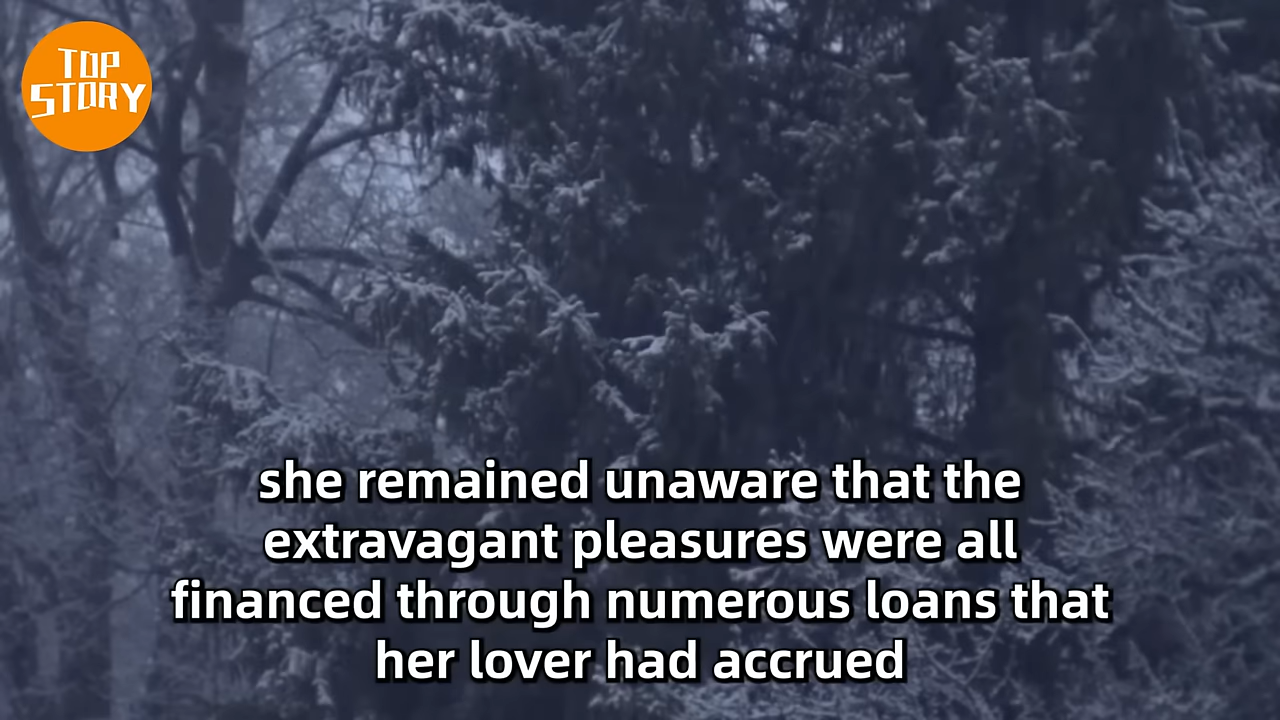 TOP
STORY
she remained unaware that the
extravagant pleasures were all
financed through numerous loans that
her lover had accrued